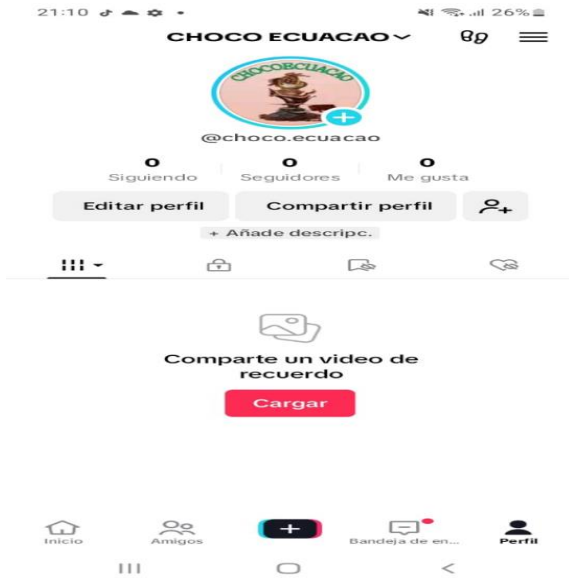 21:10
26%
CHOCO ECUACAO
CHOCOECUACAO
@choco.ecuacao
0 0 0
Siguiendo Seguidores Me gusta
Editar perfil Compartir perfil
+ Añade descripc.
Comparte un video de
recuerdo
Cargar
Inicio Amigos Bandeja de en... Perfil